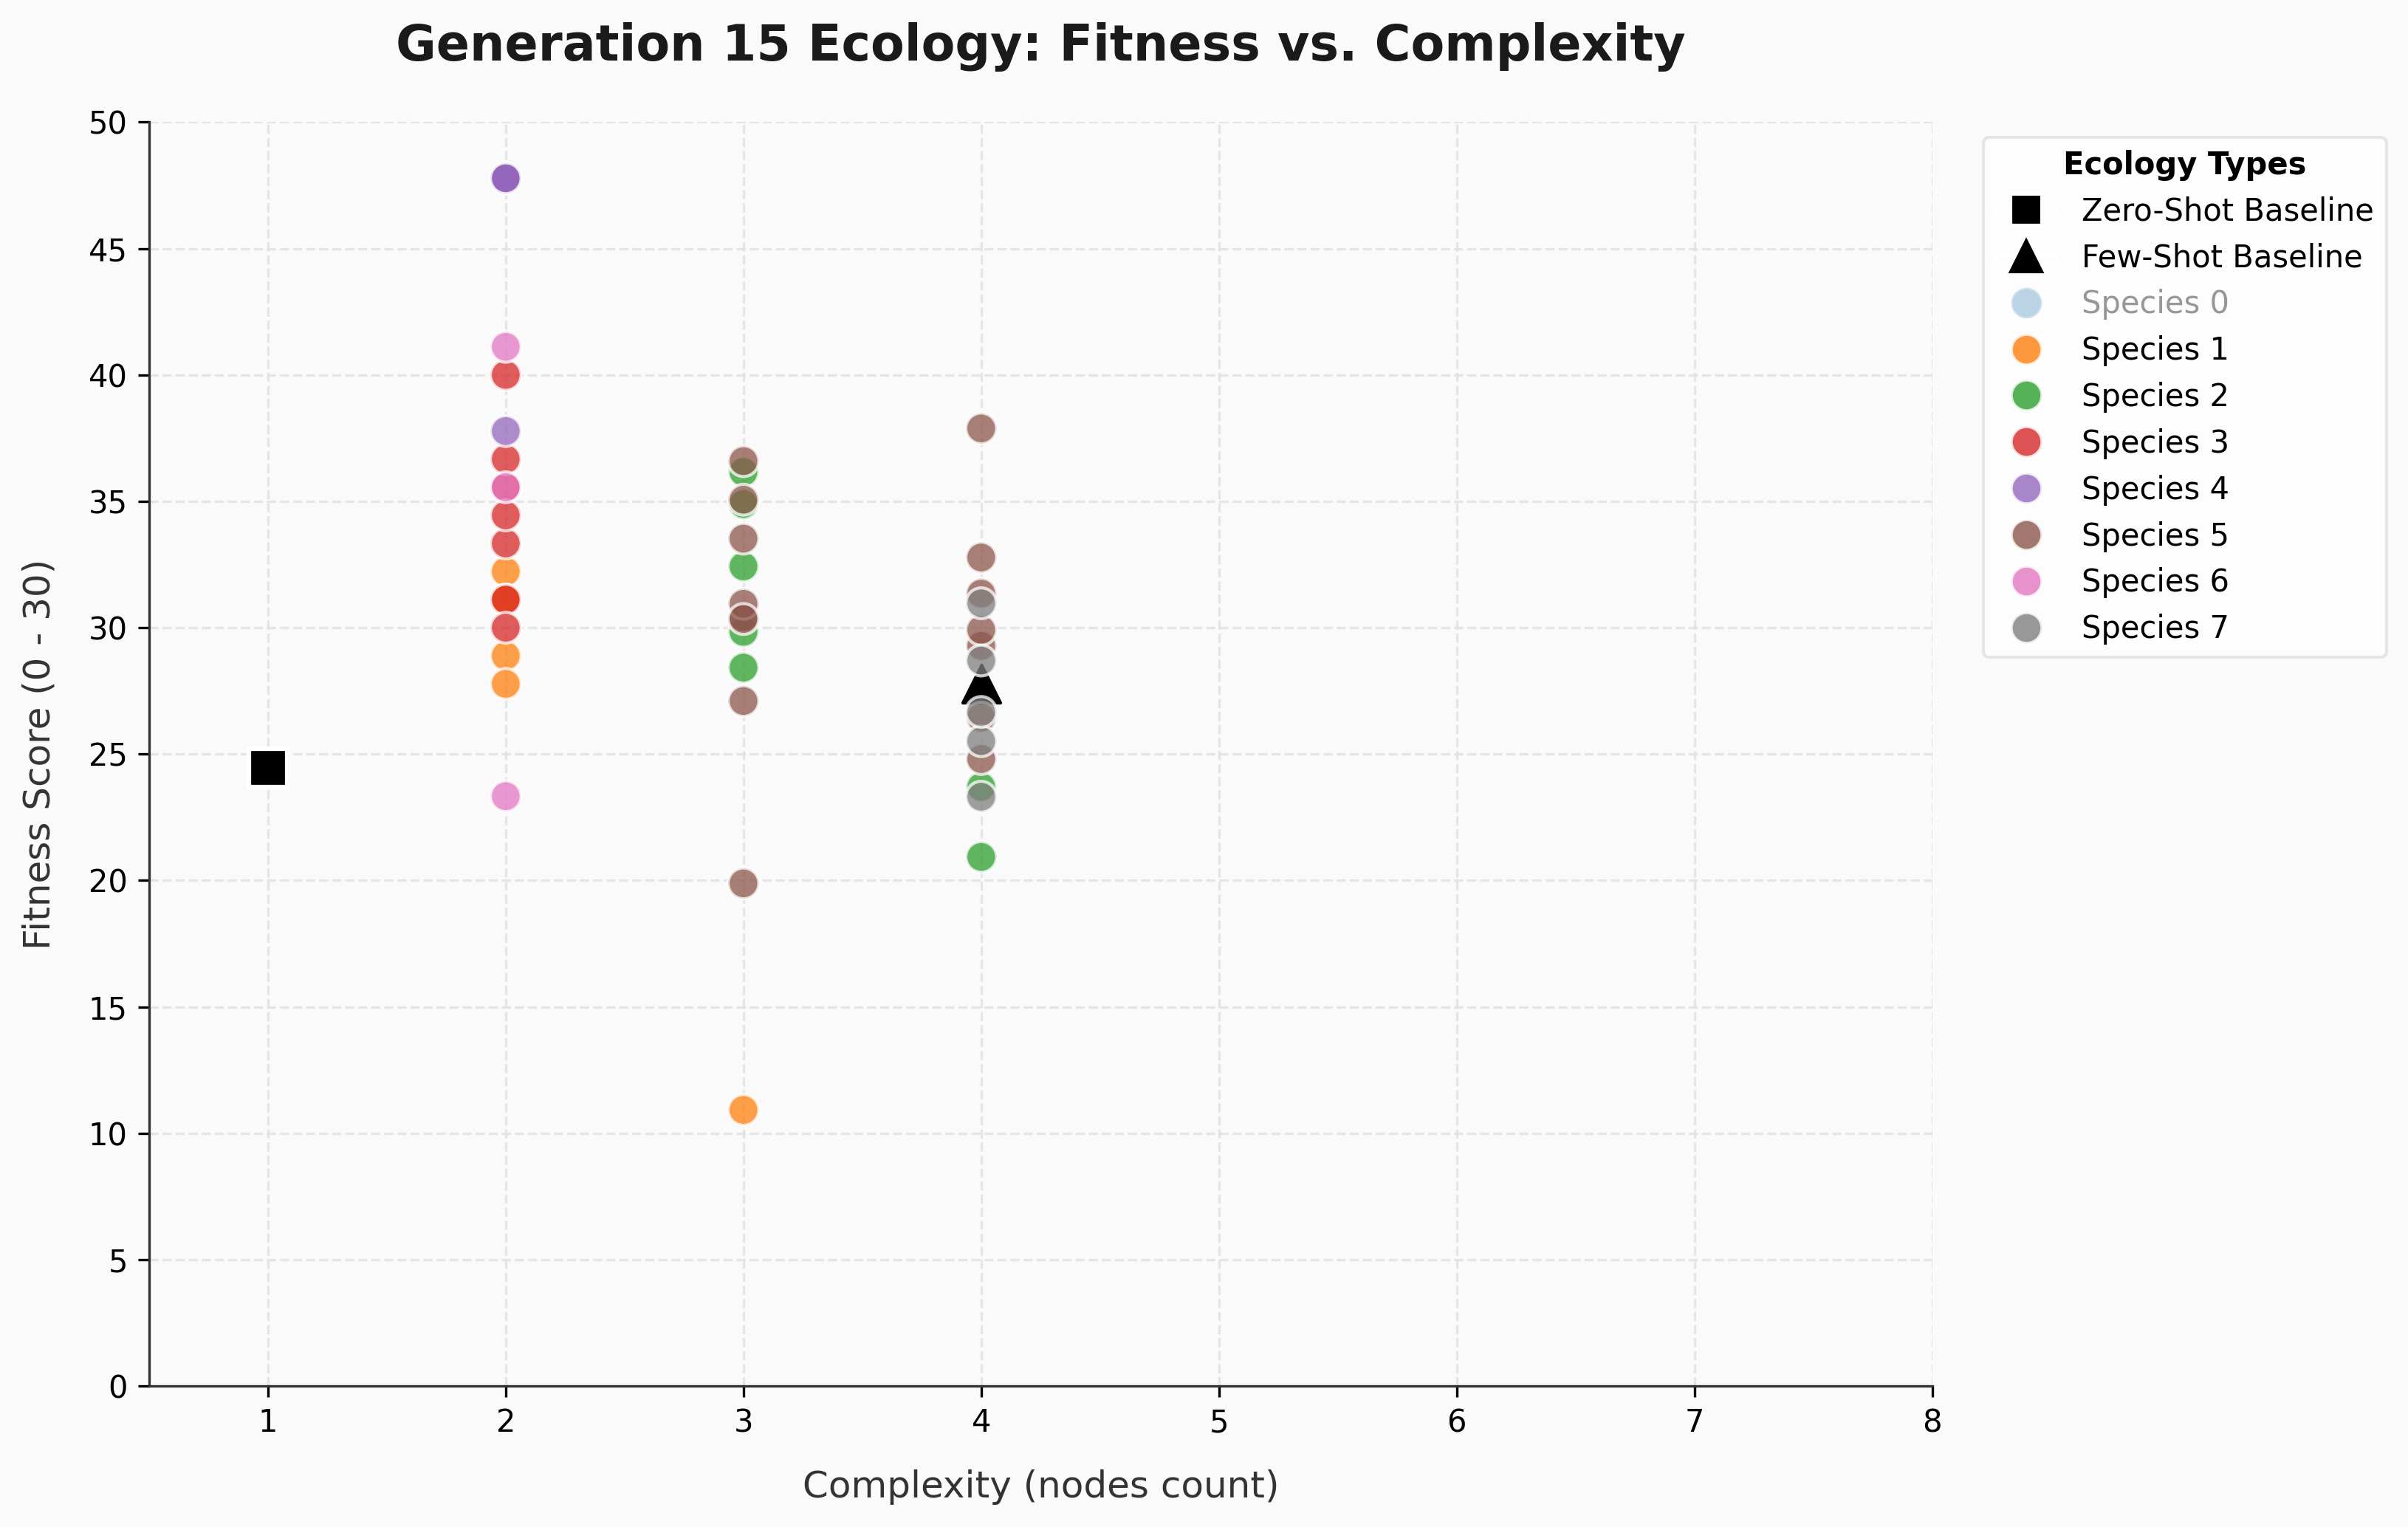 Generation 15 Ecology: Fitness vs. Complexity
50
45
40
35
30
25
20
15
10
5
0
Fitness Score (0 - 30)
1 2 3 4 5 6 7 8
Complexity (nodes count)
Ecology Types
Zero-Shot Baseline
Few-Shot Baseline
Species 0
Species 1
Species 2
Species 3
Species 4
Species 5
Species 6
Species 7